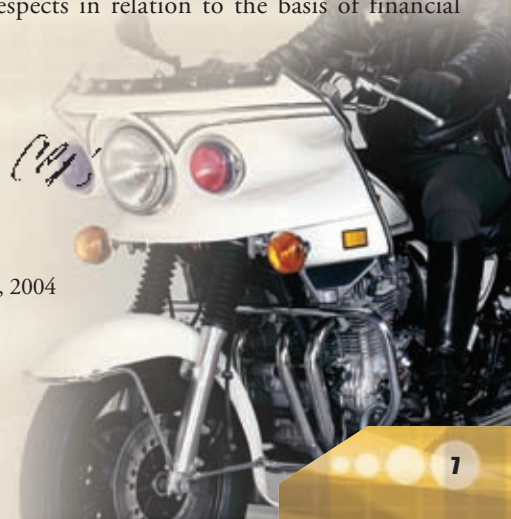 espects in relation to the basis of financial
, 2004
7